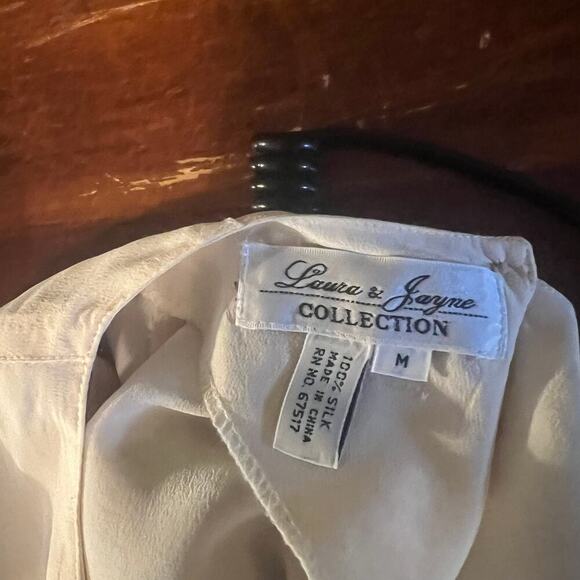 Laura & Jayne
COLLECTION
M
100% SILK
MADE IN CHINA
RN NO. 67517